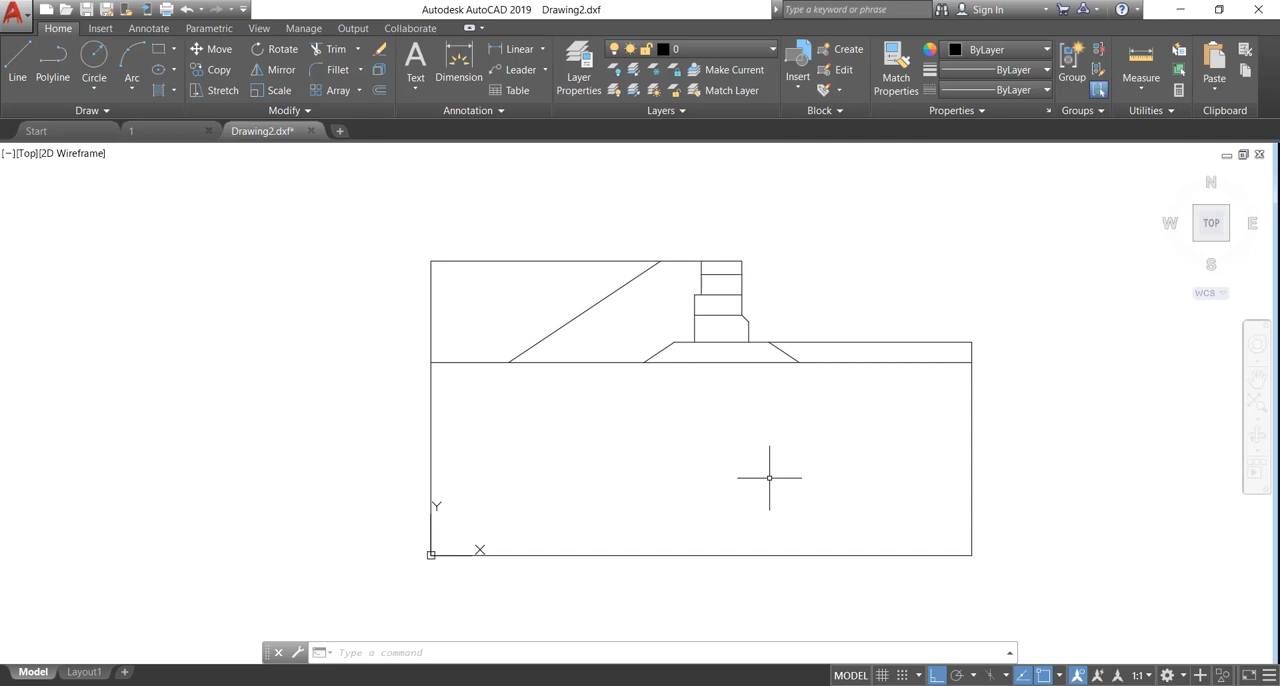 A Autodesk AutoCAD 2019 Drawing2.dxf Type a keyword or phrase Sign In
Home Insert Annotate Parametric View Manage Output Collaborate
Line Polyline Circle Arc
Move Rotate Trim
Copy Mirror Fillet
Stretch Scale Array
Text Dimension
Linear
Leader
Table
Layer Properties
0
Make Current
Match Layer
Insert
Create
Edit
Match Properties
ByLayer
ByLayer
ByLayer
Group
Measure
Paste
Draw Modify Annotation Layers Block Properties Groups Utilities Clipboard
Start 1 Drawing2.dxf*
[−][Top][2D Wireframe]
N
W TOP E
S
WCS
Y
X
Type a command
Model Layout1 MODEL 1:1